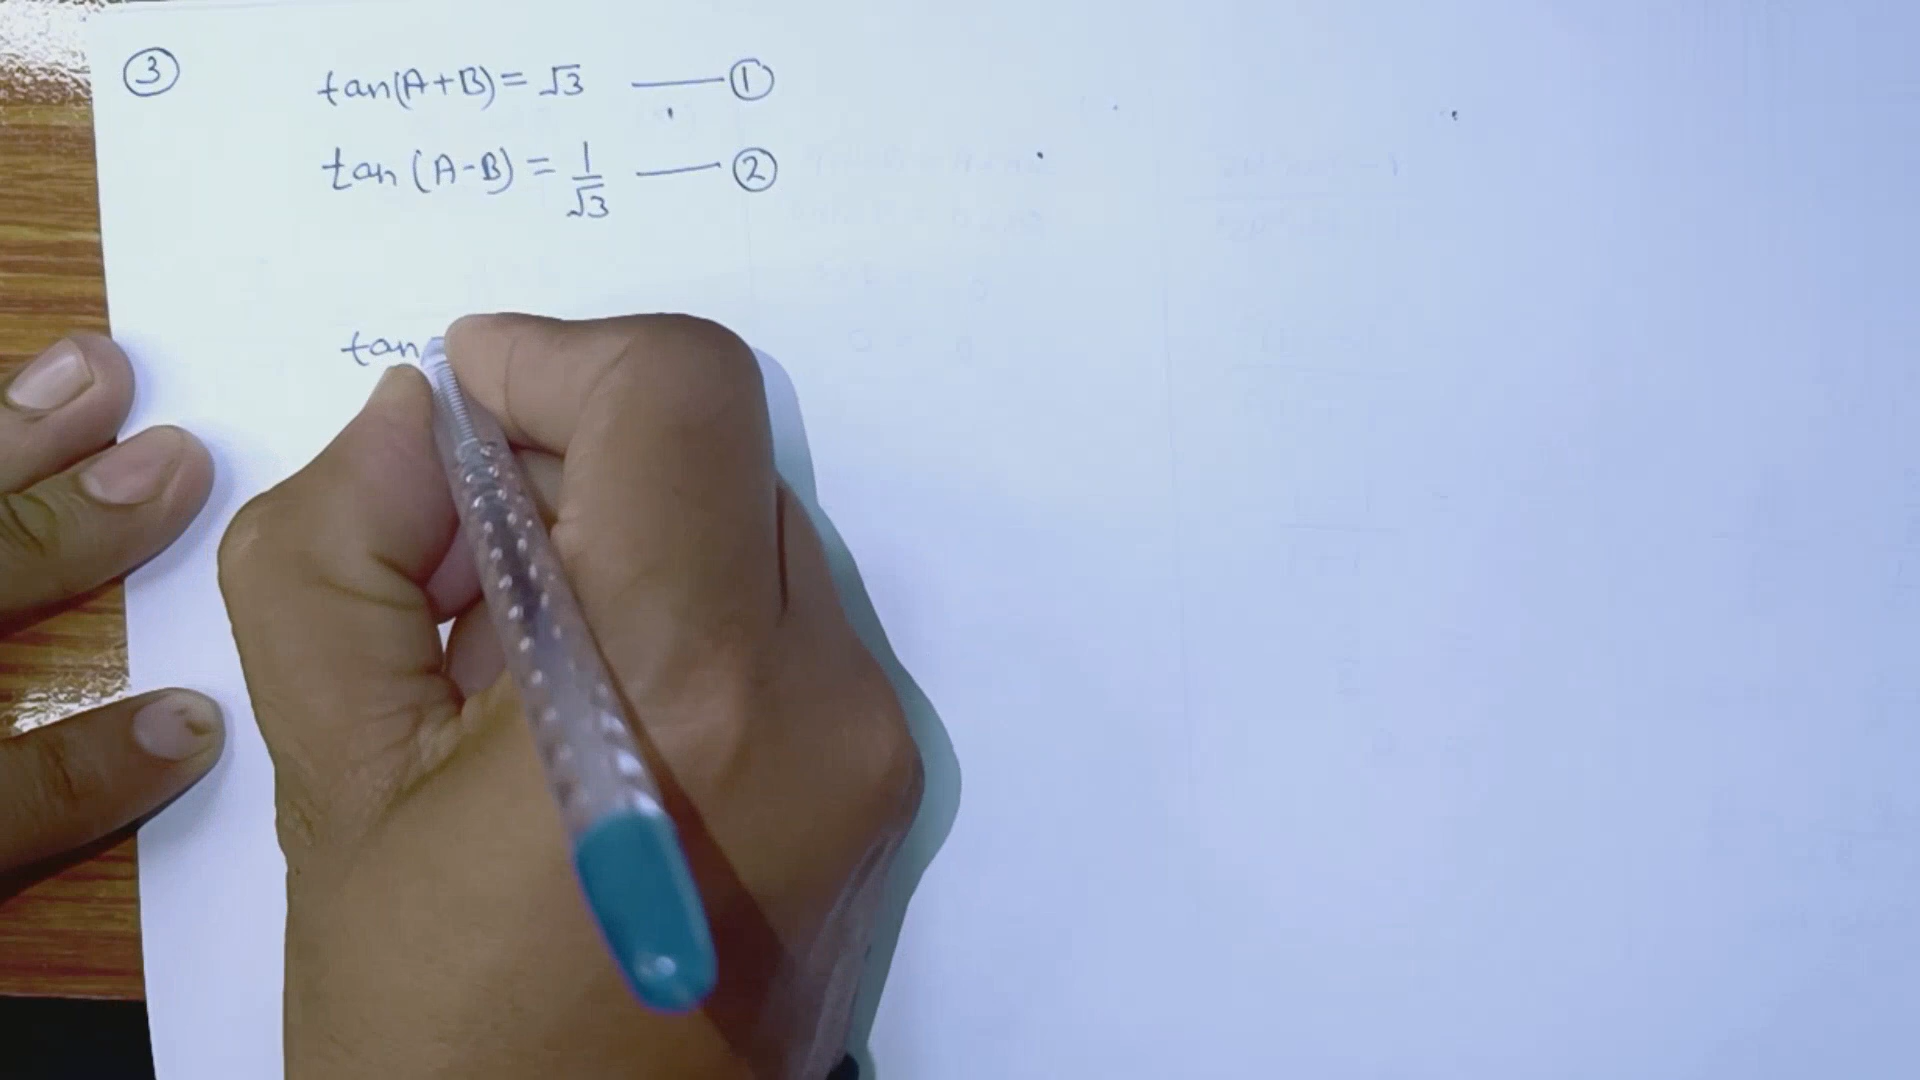 ③ tan(A+B) = √3 —— ①
tan (A-B) = 1/√3 —— ②
tan